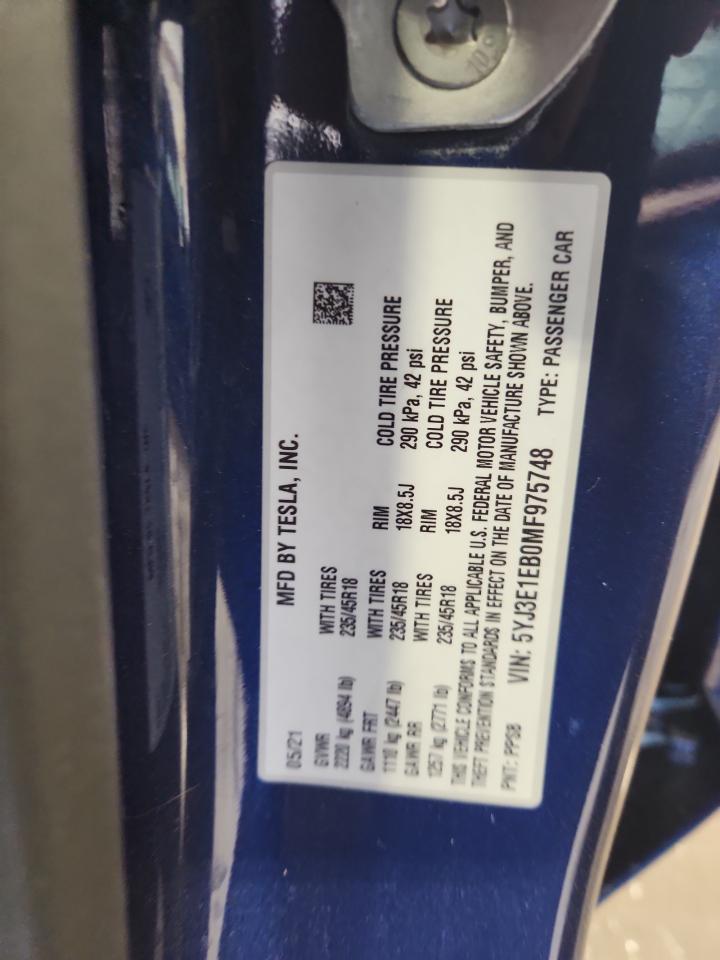 MFD BY TESLA, INC.
05/21
GVWR WITH TIRES
2220 kg (4894 lb) 235/45R18
GAWR FRT WITH TIRES RIM COLD TIRE PRESSURE
1110 kg (2447 lb) 235/45R18 18X8.5J 290 kPa, 42 psi
GAWR RR WITH TIRES RIM COLD TIRE PRESSURE
1257 kg (2771 lb) 235/45R18 18X8.5J 290 kPa, 42 psi
THIS VEHICLE CONFORMS TO ALL APPLICABLE U.S. FEDERAL MOTOR VEHICLE SAFETY, BUMPER, AND
THEFT PREVENTION STANDARDS IN EFFECT ON THE DATE OF MANUFACTURE SHOWN ABOVE.
PNT: PPSB VIN: 5YJ3E1EB0MF975748 TYPE: PASSENGER CAR
10.9